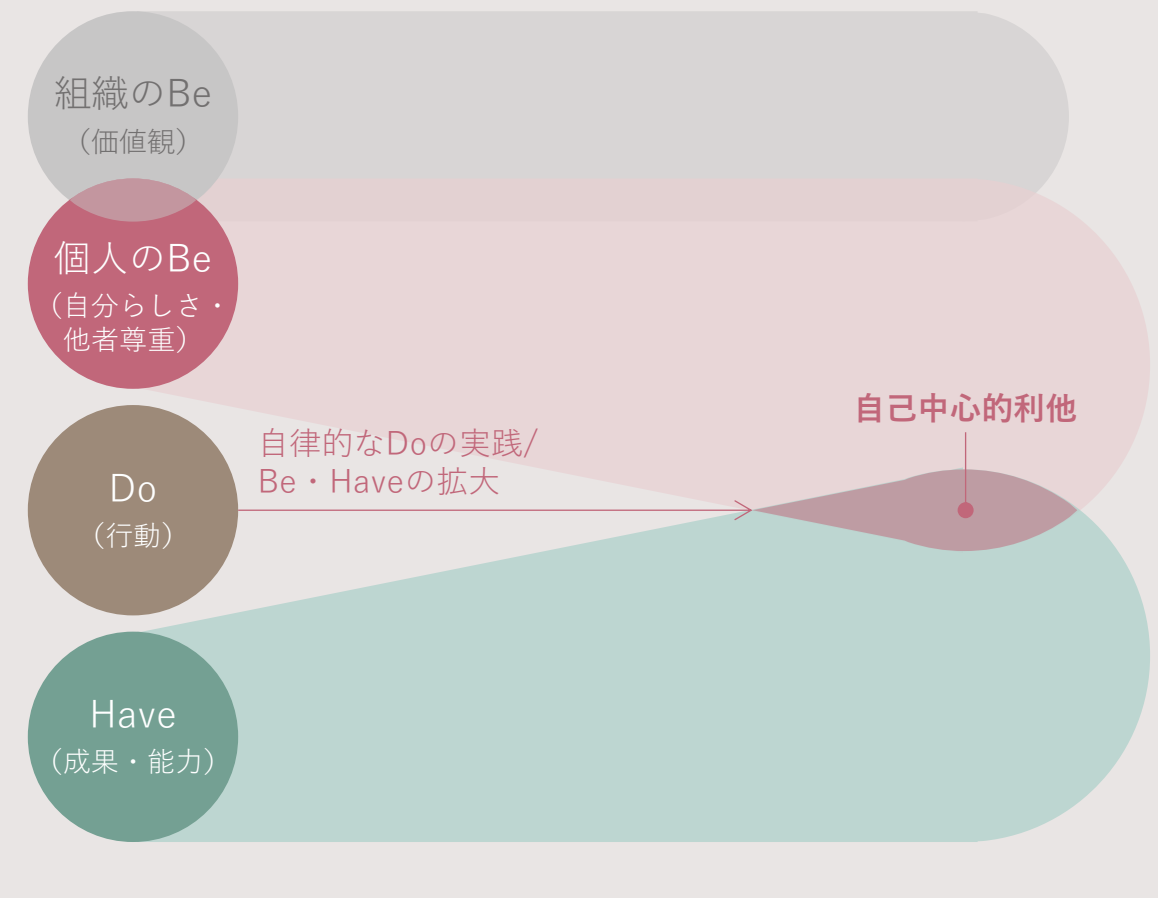 組織のBe
（価値観）
個人のBe
（自分らしさ・
他者尊重）
Do
（行動）
自律的なDoの実践/
Be・Haveの拡大
自己中心的利他
Have
（成果・能力）